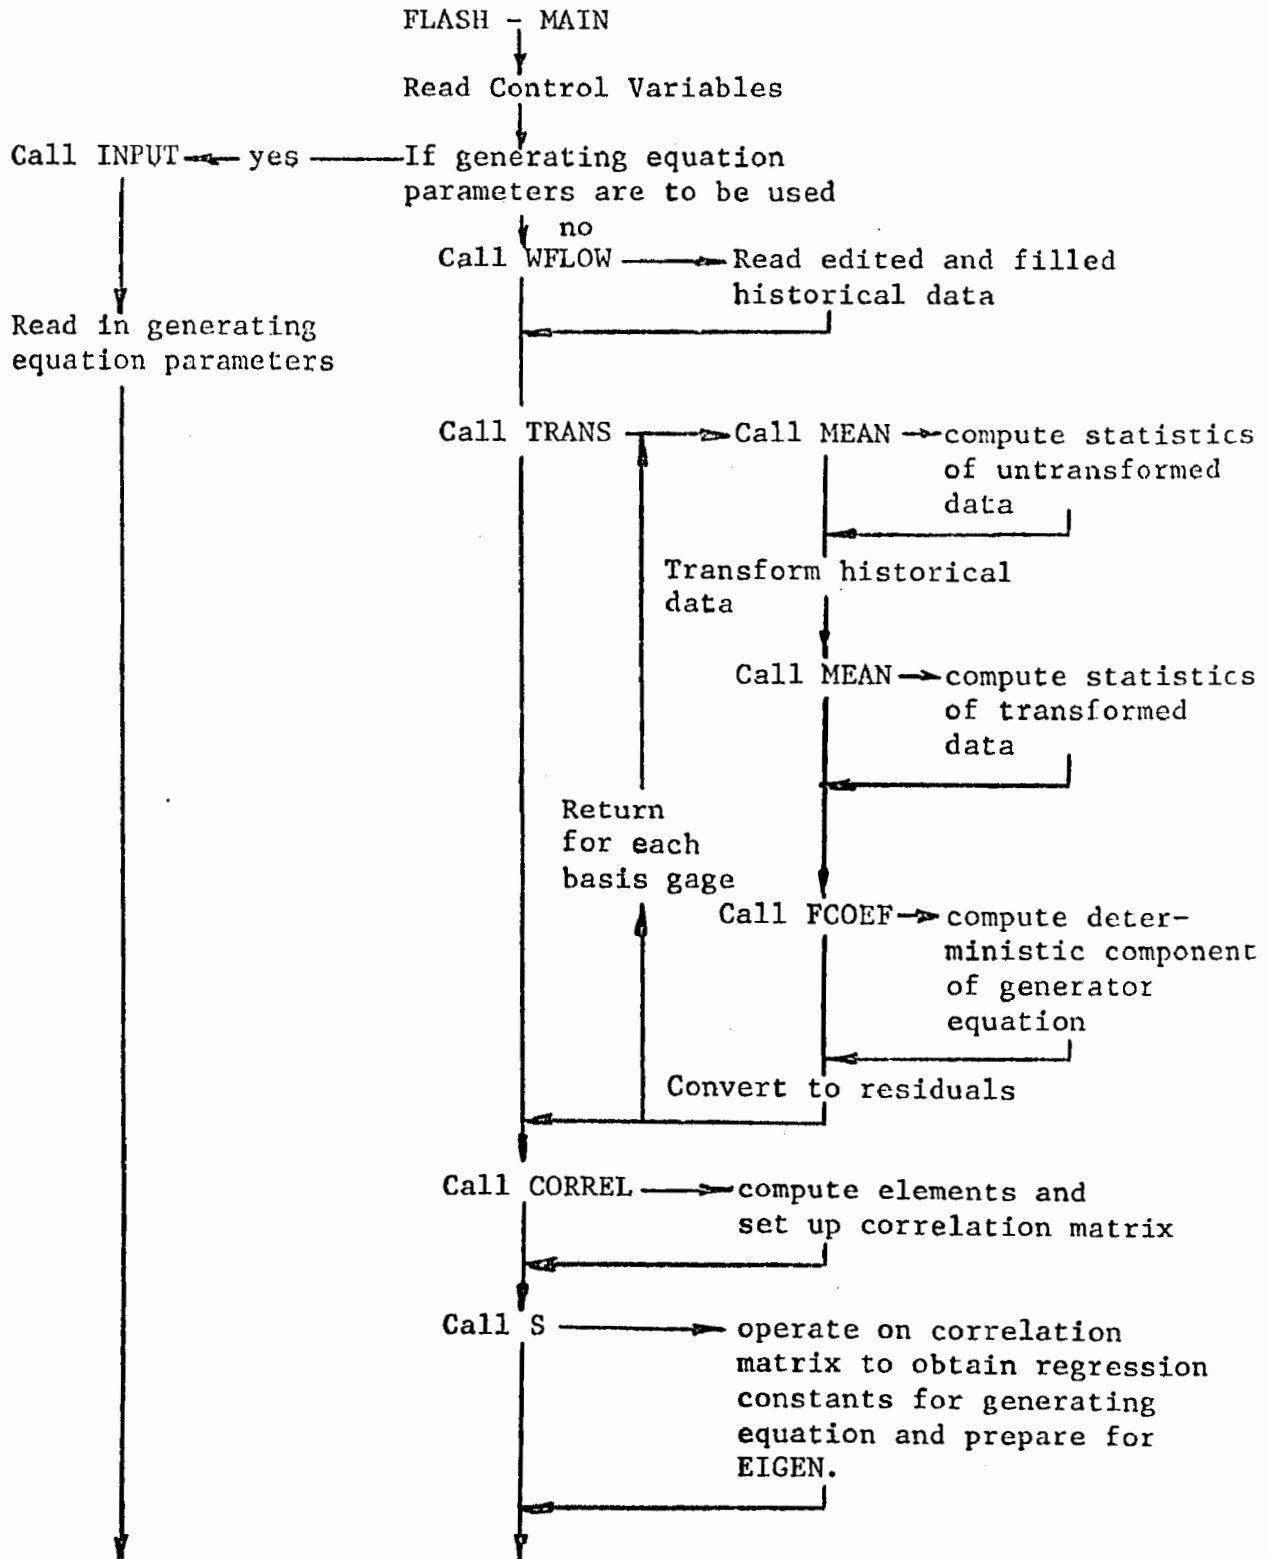 FLASH - MAIN
Read Control Variables
Call INPUT yes If generating equation
parameters are to be used
no
Call WFLOW Read edited and filled
historical data
Read in generating
equation parameters
Call TRANS Call MEAN compute statistics
of untransformed
data
Transform historical
data
Call MEAN compute statistics
of transformed
data
Return
for each
basis gage
Call FCOEF compute deter-
ministic component
of generator
equation
Convert to residuals
Call CORREL compute elements and
set up correlation matrix
Call S operate on correlation
matrix to obtain regression
constants for generating
equation and prepare for
EIGEN.